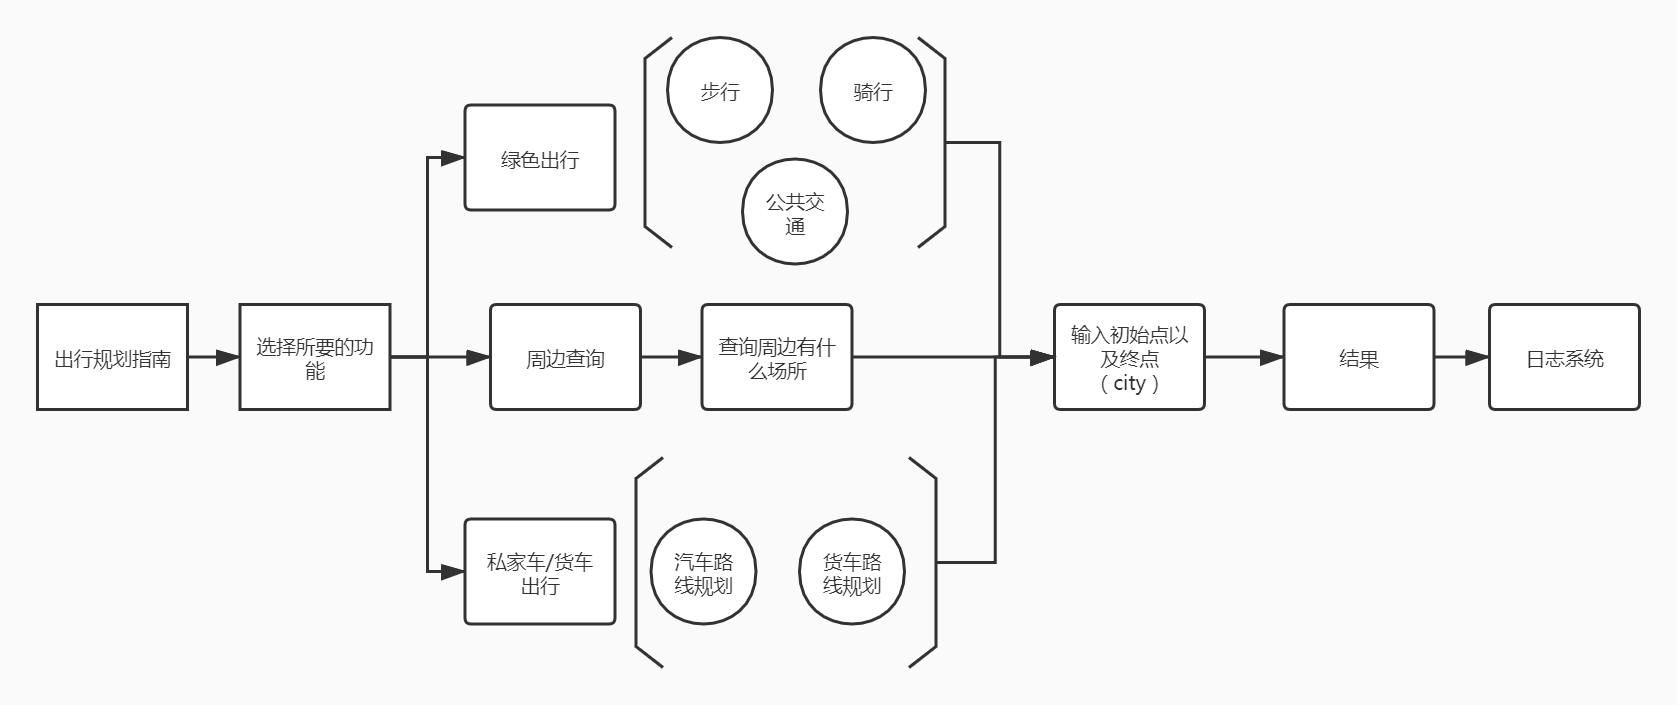 步行
骑行
绿色出行
公共交
通
出行规划指南
选择所要的功
能
周边查询
查询周边有什
么场所
输入初始点以
及终点
（city）
结果
日志系统
私家车/货车
出行
汽车路
线规划
货车路
线规划